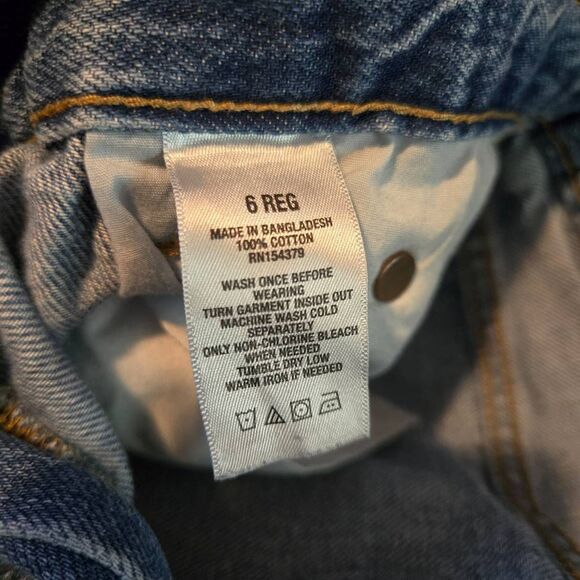 6 REG
MADE IN BANGLADESH
100% COTTON
RN154379
WASH ONCE BEFORE
WEARING
TURN GARMENT INSIDE OUT
MACHINE WASH COLD
SEPARATELY
ONLY NON-CHLORINE BLEACH
WHEN NEEDED
TUMBLE DRY LOW
WARM IRON IF NEEDED